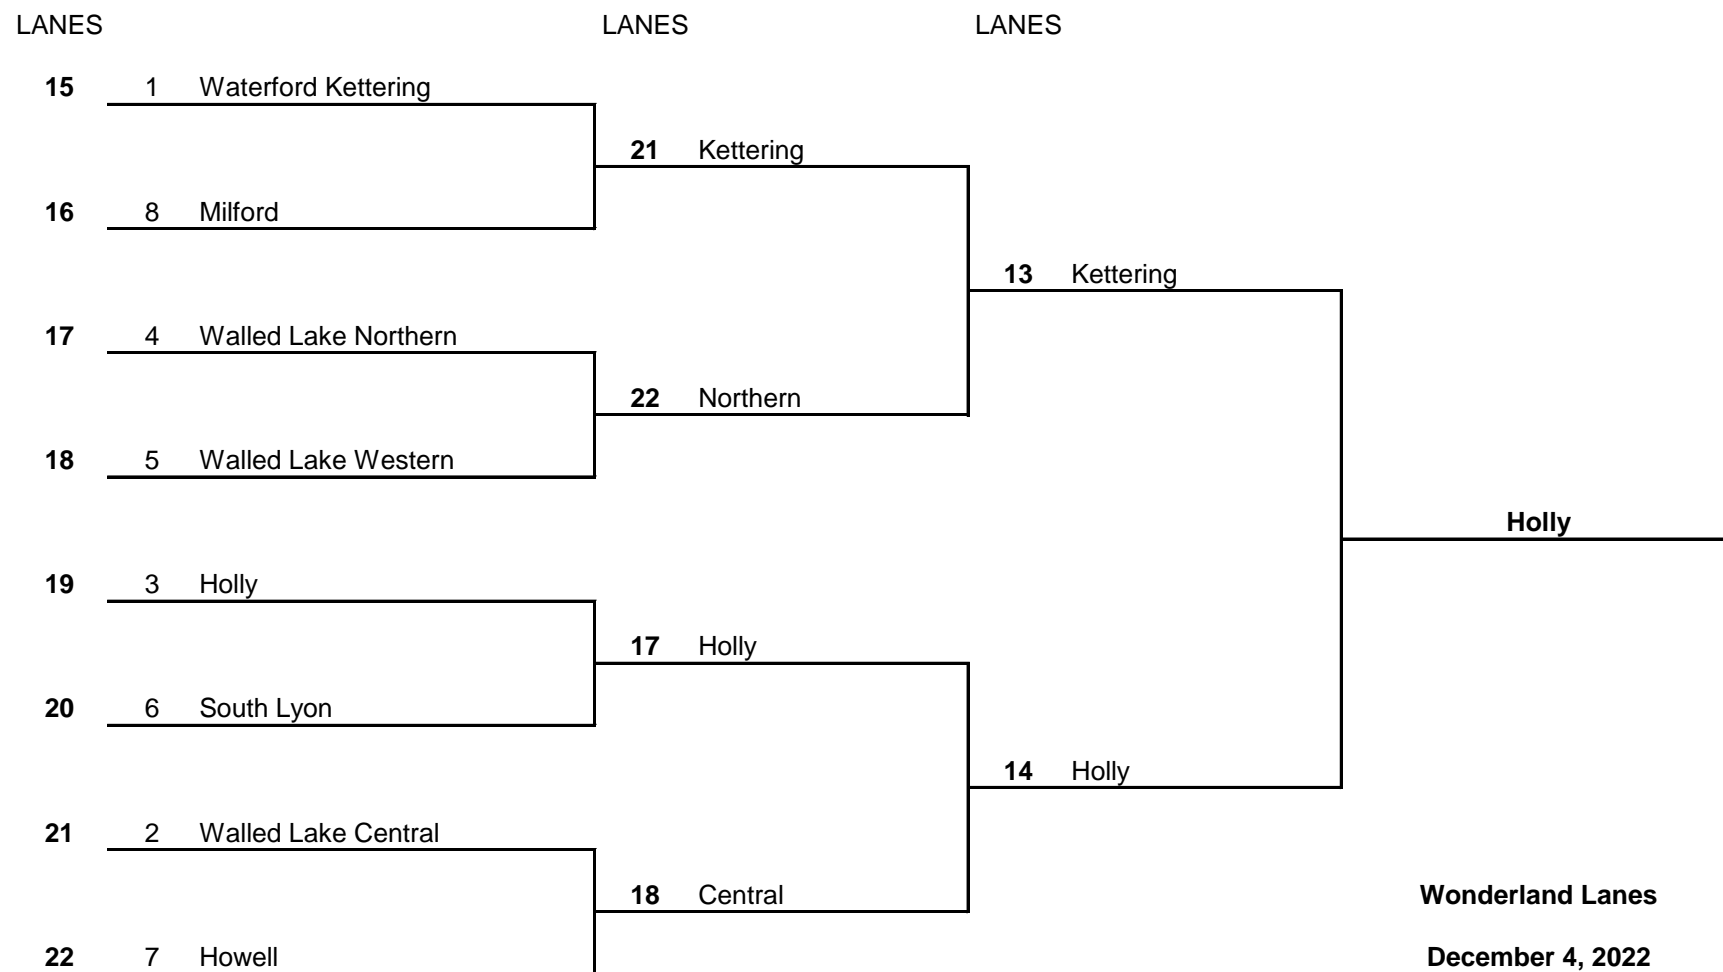 LANES LANES LANES
15 1 Waterford Kettering
21 Kettering
16 8 Milford
13 Kettering
17 4 Walled Lake Northern
22 Northern
18 5 Walled Lake Western
Holly
19 3 Holly
17 Holly
20 6 South Lyon
14 Holly
21 2 Walled Lake Central
18 Central Wonderland Lanes
22 7 Howell December 4, 2022